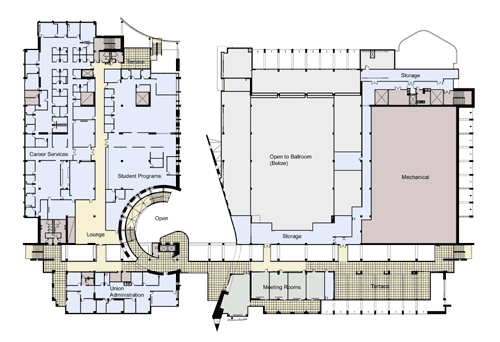 Terrace
Storage
Career Services
Student Programs
Open to Ballroom
(Below)
Mechanical
Open
Lounge
Storage
Union
Administration
Meeting Rooms
Terrace